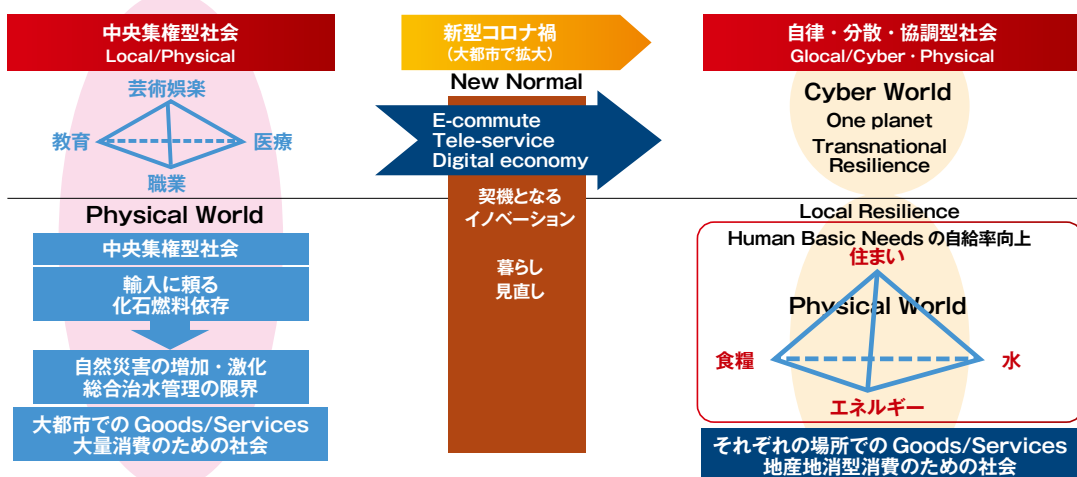 中央集権型社会
Local/Physical
芸術娯楽
教育
医療
職業
Physical World
中央集権型社会
輸入に頼る
化石燃料依存
自然災害の増加・激化
総合治水管理の限界
大都市での Goods/Services
大量消費のための社会
新型コロナ禍
(大都市で拡大)
New Normal
E-commute
Tele-service
Digital economy
契機となる
イノベーション
暮らし
見直し
自律・分散・協調型社会
Glocal/Cyber・Physical
Cyber World
One planet
Transnational
Resilience
Local Resilience
Human Basic Needs の自給率向上
住まい
Physical World
食糧
水
エネルギー
それぞれの場所での Goods/Services
地産地消型消費のための社会